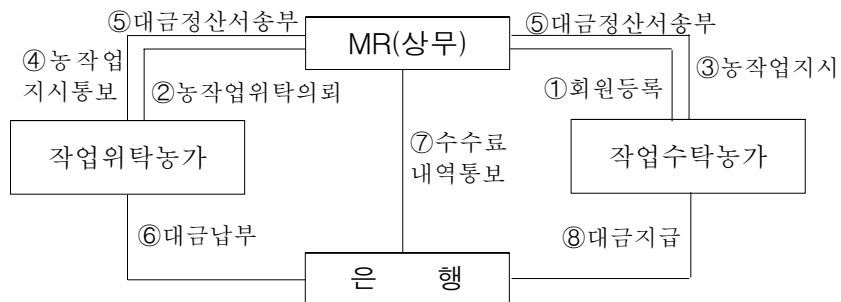 ⑤대금정산서송부
MR(상무)
⑤대금정산서송부
④농작업
지시통보
②농작업위탁의뢰
①회원등록
③농작업지시
작업위탁농가
⑦수수료
내역통보
작업수탁농가
⑥대금납부
⑧대금지급
은 행